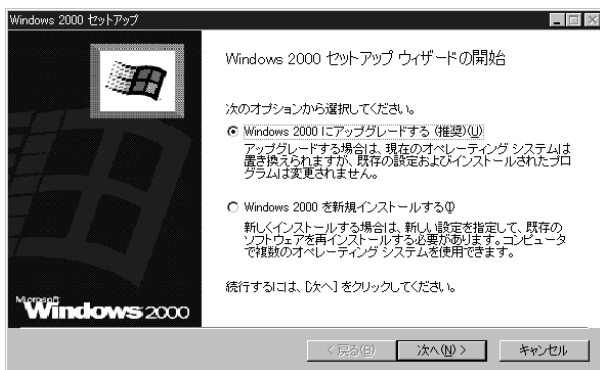 Windows 2000 セットアップ
Windows 2000 セットアップ ウィザードの開始
次のオプションから選択してください。
Windows 2000 にアップグレードする (推奨)(U)
アップグレードする場合は、現在のオペレーティング システムは
置き換えられますが、既存の設定およびインストールされたプロ
グラムは変更されません。
Windows 2000 を新規インストールする(I)
新しくインストールする場合は、新しい設定を指定して、既存の
ソフトウェアを再インストールする必要があります。コンピュータ
で複数のオペレーティング システムを使用できます。
続行するには、[次へ] をクリックしてください。
Microsoft
Windows 2000
< 戻る(B)
次へ(N) >
キャンセル